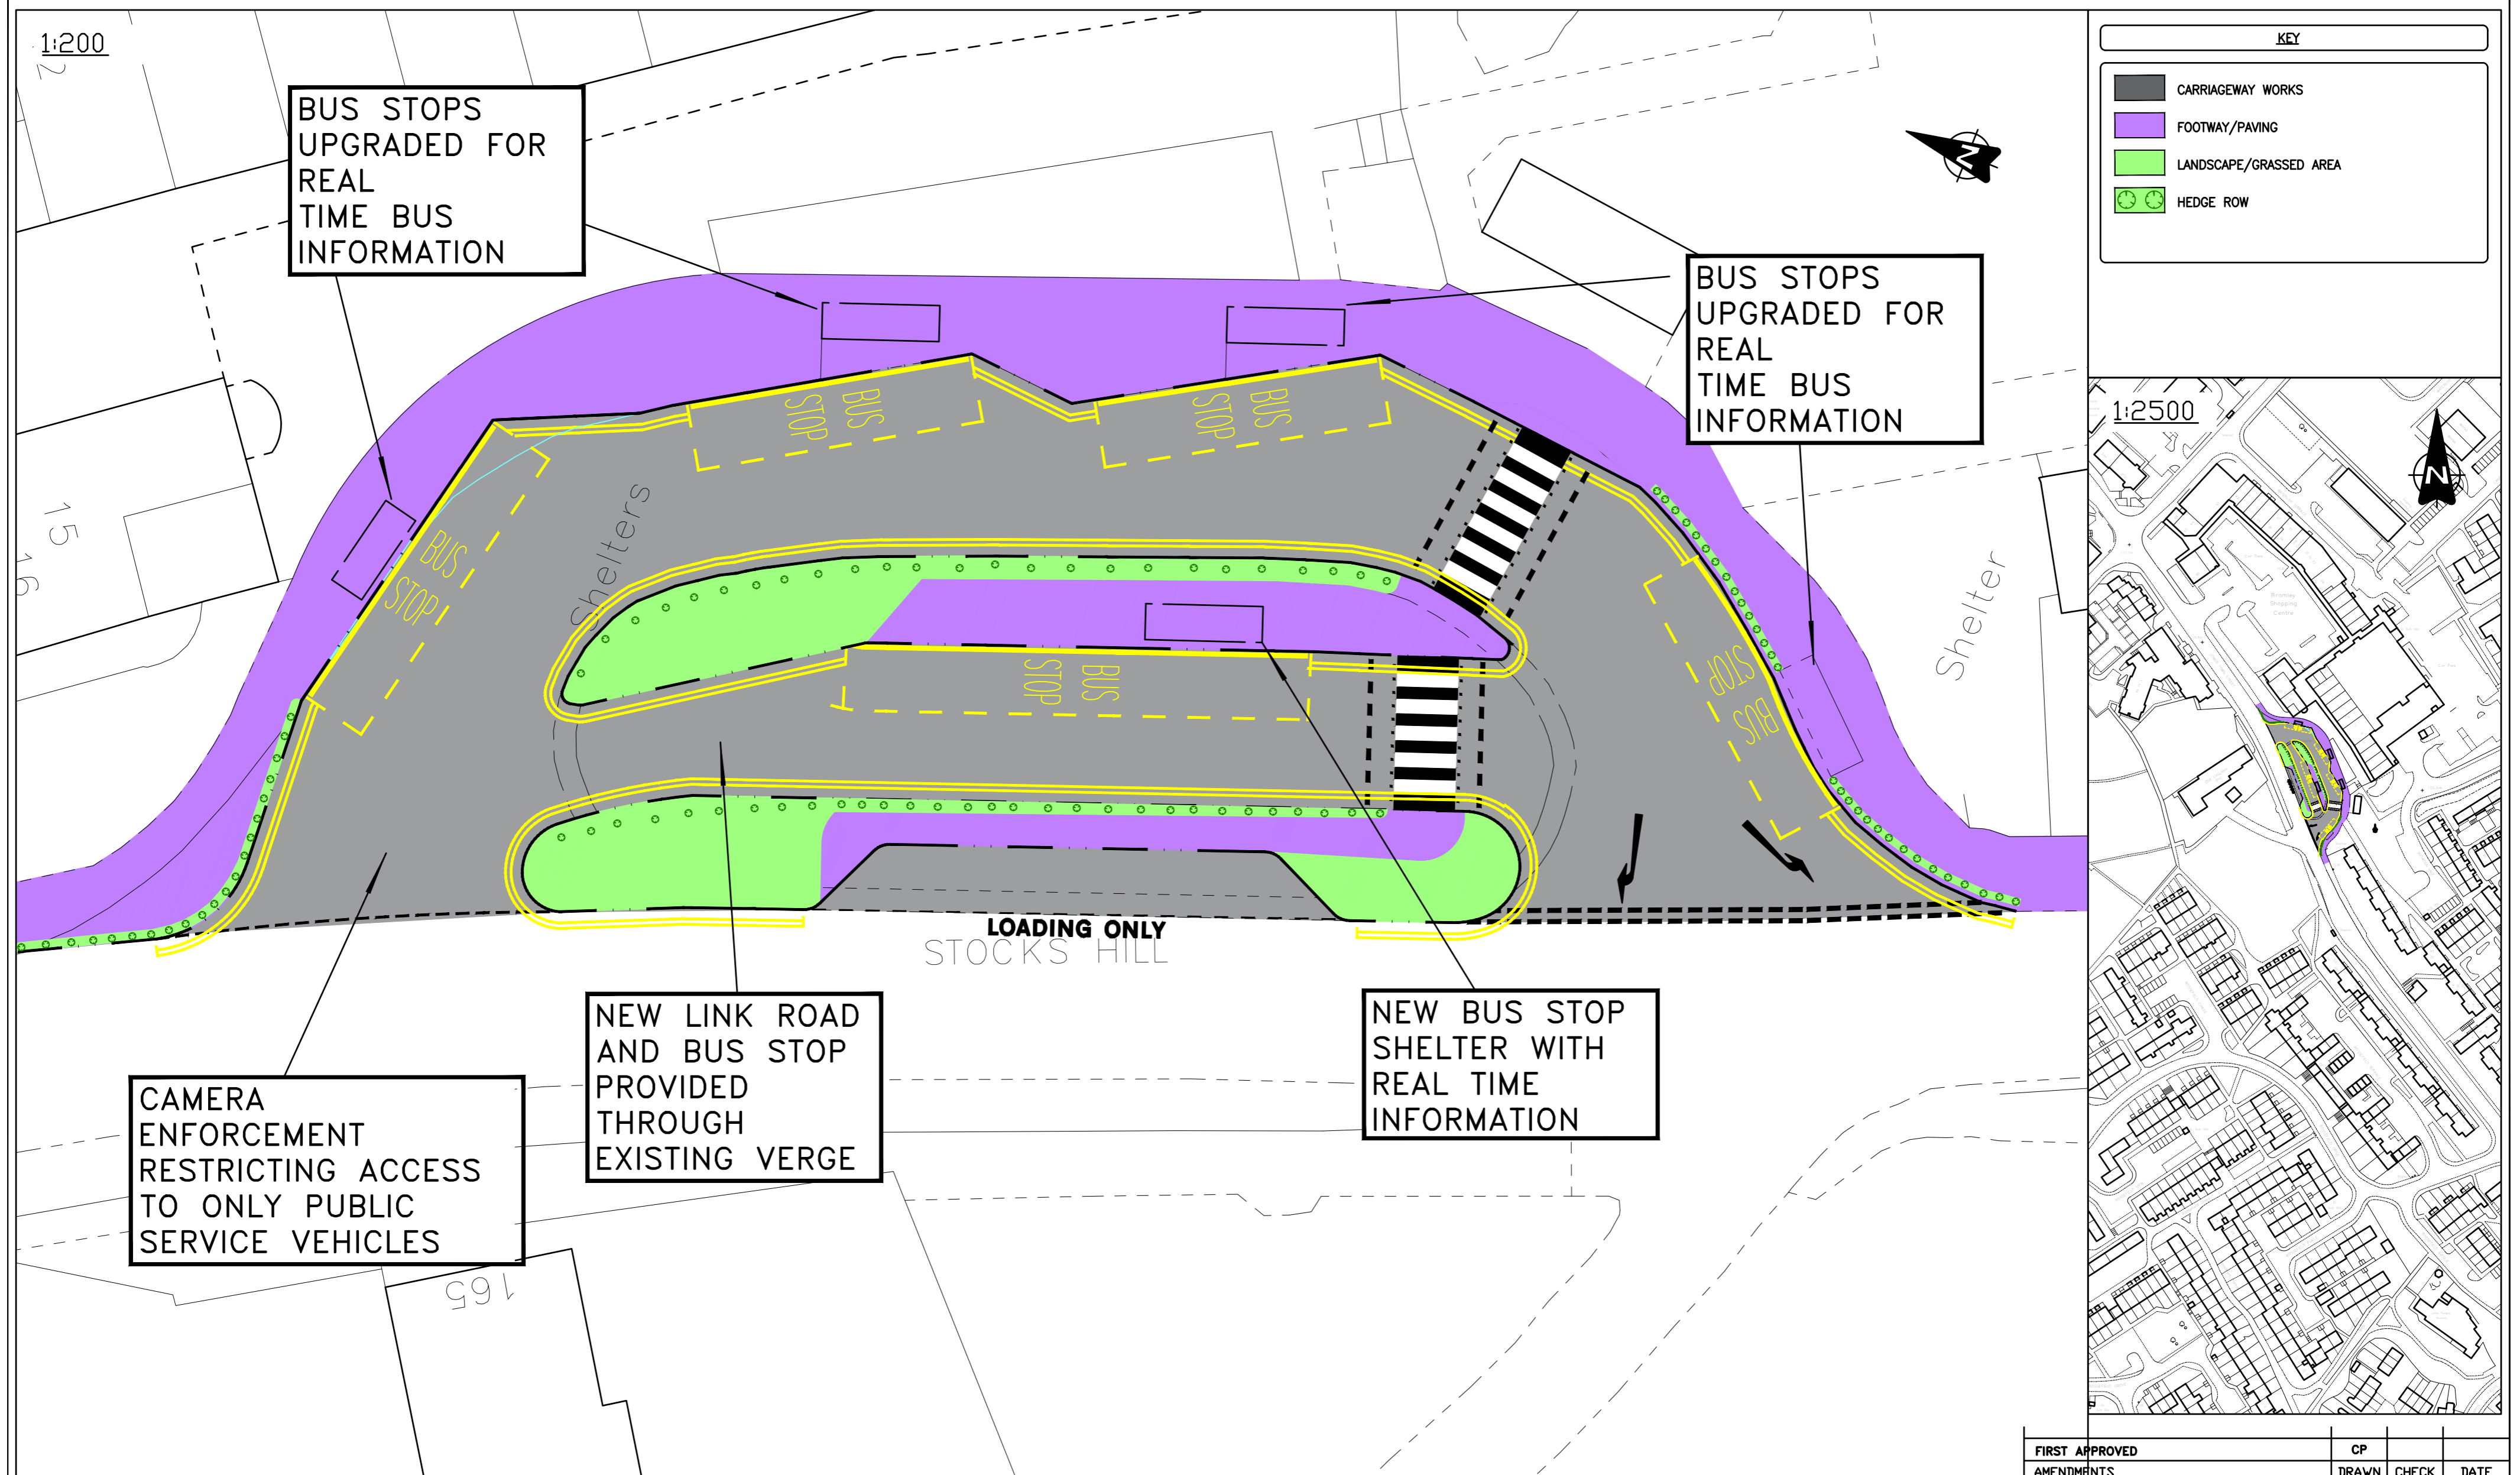 1:200
BUS STOPS
UPGRADED FOR
REAL
TIME BUS
INFORMATION
BUS STOPS
UPGRADED FOR
REAL
TIME BUS
INFORMATION
N
BUS
STOP
BUS
STOP
BUS
STOP
BUS
STOP
BUS
STOP
Shelters
Shelter
15
16
LOADING ONLY
STOCKS HILL
CAMERA
ENFORCEMENT
RESTRICTING ACCESS
TO ONLY PUBLIC
SERVICE VEHICLES
NEW LINK ROAD
AND BUS STOP
PROVIDED
THROUGH
EXISTING VERGE
NEW BUS STOP
SHELTER WITH
REAL TIME
INFORMATION
165
KEY
CARRIAGEWAY WORKS
FOOTWAY/PAVING
LANDSCAPE/GRASSED AREA
HEDGE ROW
1:2500
N
Shopping
Centre
FIRST APPROVED CP
AMENDMENTS DRAWN CHECK DATE